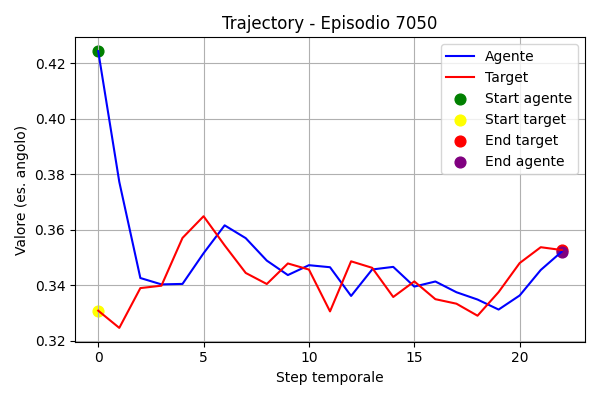 Trajectory - Episodio 7050
Valore (es. angolo)
0.42
0.40
0.38
0.36
0.34
0.32
0
5
10
15
20
Step temporale
Agente
Target
Start agente
Start target
End target
End agente